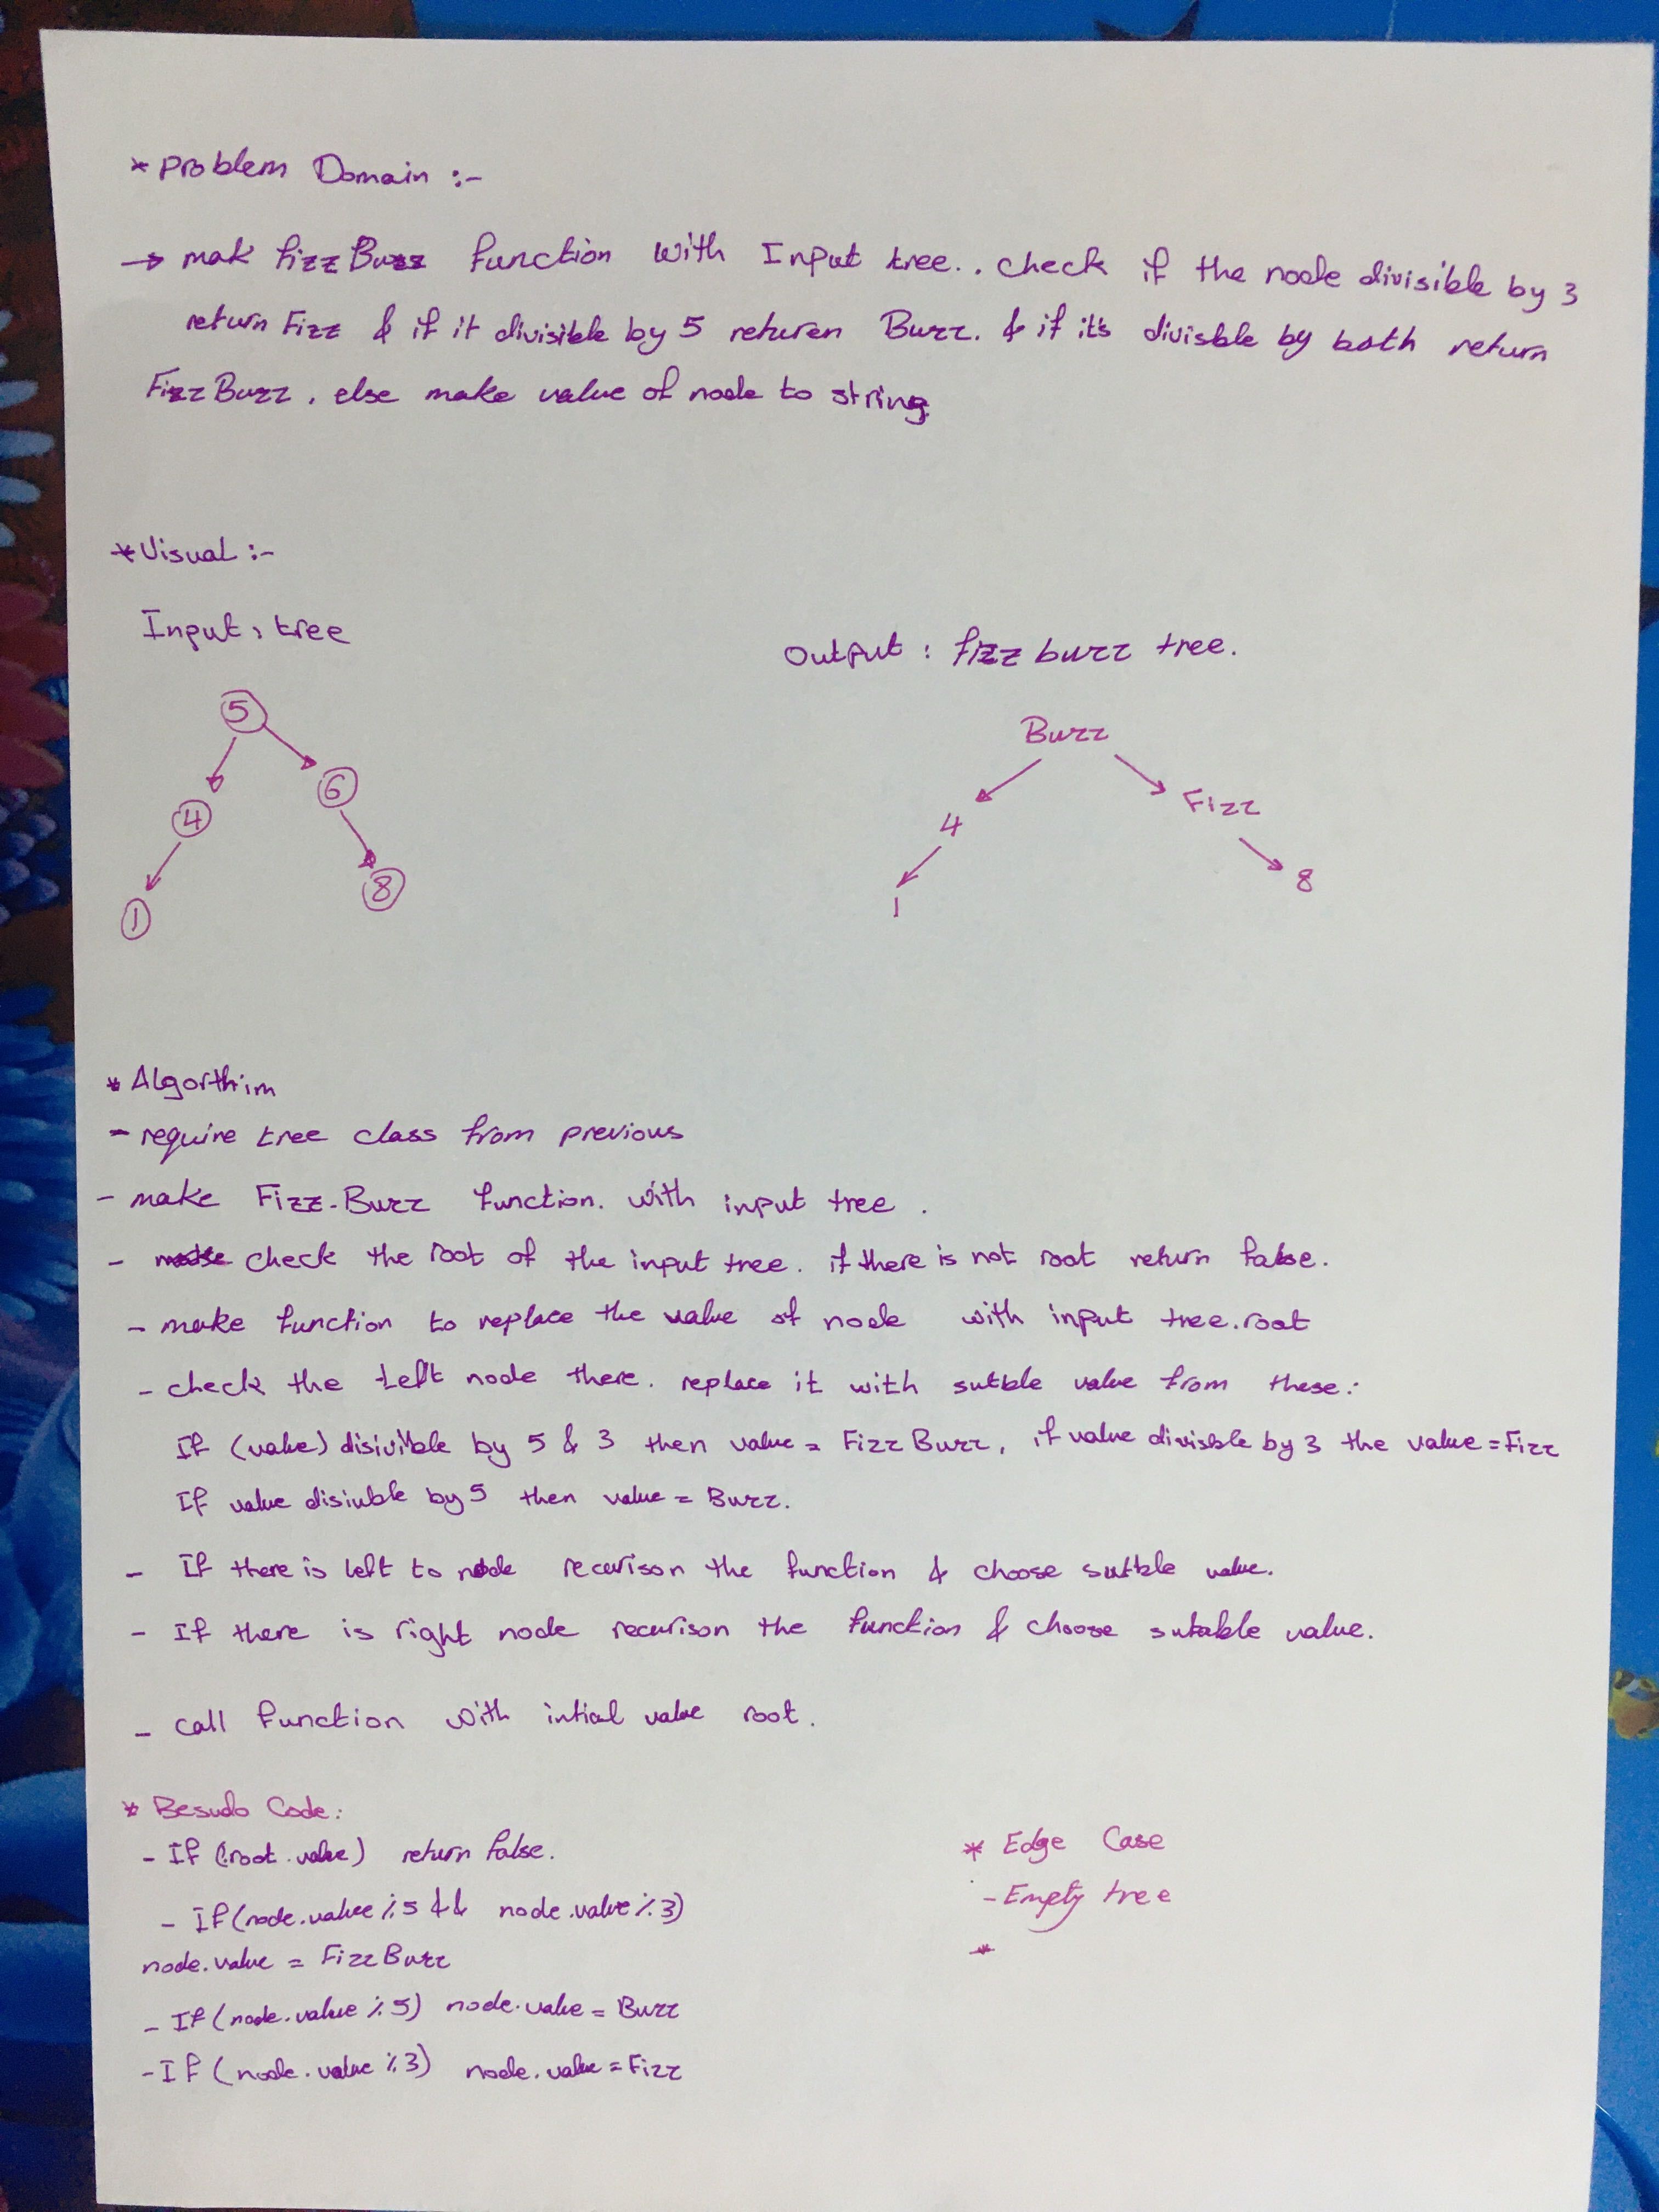 * Problem Domain :-
→ mak fizzBuzz function with Input tree.. check if the node divisible by 3
return Fizz & if it divisible by 5 returen Buzz. & if it's divisble by both return
FizzBuzz, else make value of node to string.
* Visual :-
Input : tree
Output : fizz buzz tree.
5
4
6
1
8
Buzz
4
Fizz
1
8
* Algorthim
- require tree class from previous
- make Fizz-Buzz function. with input tree.
- check the root of the input tree. if there is not root return false.
- make function to replace the value of node with input tree.root
- check the left node there. replace it with sutble value from these:
If (value) disivible by 5 & 3 then value = FizzBuzz, if value divisble by 3 the value = Fizz
If value disiuble by 5 then value = Buzz.
- If there is left to node recurison the function & choose sutble value.
- If there is right node recurison the function & choose sutable value.
- call function with intial value root.
* Besudo Code:
- If (!root.value) return false.
- If (node.value % 5 && node.value % 3)
node.value = FizzBuzz
- If (node.value % 5) node.value = Buzz
- If (node.value % 3) node.value = Fizz
* Edge Case
- Empty tree
*